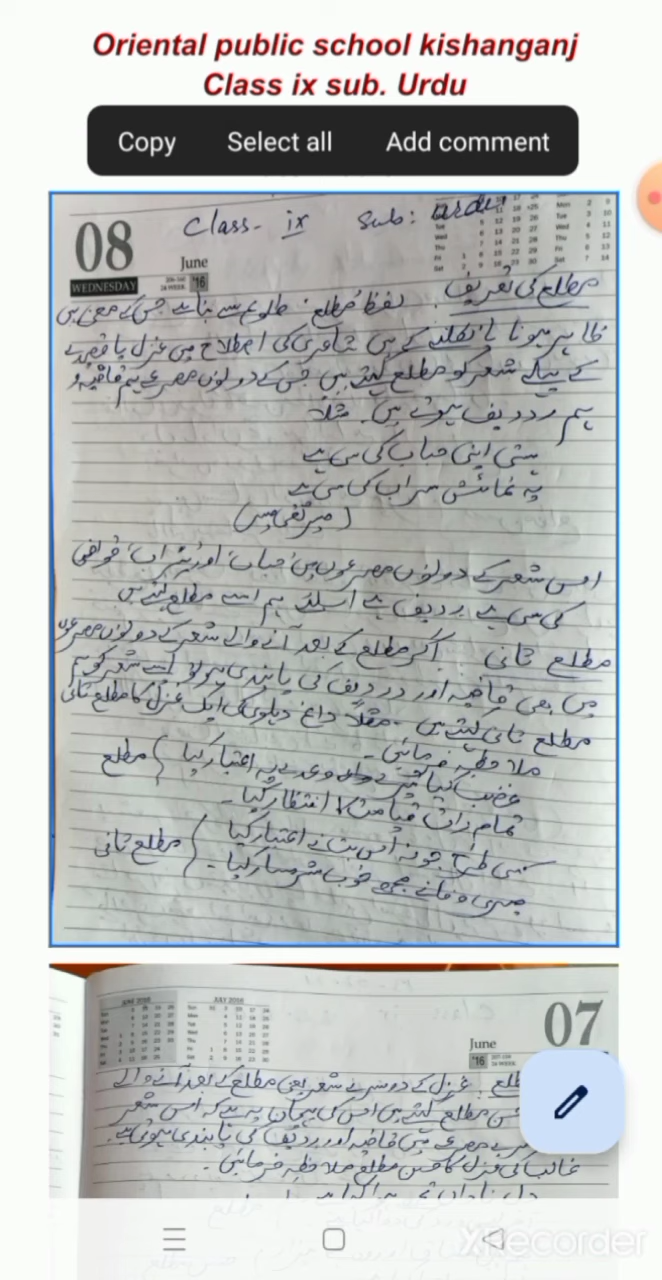 Oriental public school kishanganj
Class ix sub. Urdu
Copy Select all Add comment
08
WEDNESDAY
June
'16
Class- ix Sub: urdu
مطلع کی تعریف . لفظ مطلع، طلوع سے بنا ہے جس کے معنی ہیں
ظاہر ہونا یا نکلنے کے ہیں شاعری کی اصطلاح میں غزل یا قصیدے
کے پہلے شعر کو مطلع کہتے ہیں جس کے دونوں مصرعے ہم قافیہ و
ہم ردیف ہوتے ہیں۔ مثلاً
ہستی اپنی حباب کی سی ہے
یہ نمائش سراب کی سی ہے
(میر تقی میر)
اس شعر کے دونوں مصرعوں میں حباب، اور سراب، قوافی
کی سی ہے ردیف ہے اسلئے ہم اسے مطلع کہتے ہیں
مطلع ثانی . اگر مطلع کے بعد آنے والے شعر کے دونوں مصرعوں
میں بھی قافیہ اور ردیف کی پابندی ہو تو ایسے شعر کو ہم
مطلع ثانی کہتے ہیں ۔ مثلاً داغ دہلوی کی ایک غزل کا مطلع ثانی
ملاحظہ فرمائیں ۔
غضب کیا تیرے وعدے پہ اعتبار کیا ) مطلع
تمام رات قیامت کا انتظار کیا ۔
کسی طرح جو نہ اس بت نے اعتبار کیا ) مطلع ثانی
میری وفا نے مجھے خوب شرمسار کیا ۔
JUNE 2016 JULY 2016
07
June
'16
مطلع . غزل کے دوسرے شعر یعنی مطلع کے بعد آنے والے
مطلع کہتے ہیں اس کی پہچان یہ ہے کہ اس شعر
مصرعے میں قافیہ اور ردیف کی پابندی ہوتی ہے۔
غالب کی غزل کا حسن مطلع ملاحظہ فرمائیں ۔
XRecorder